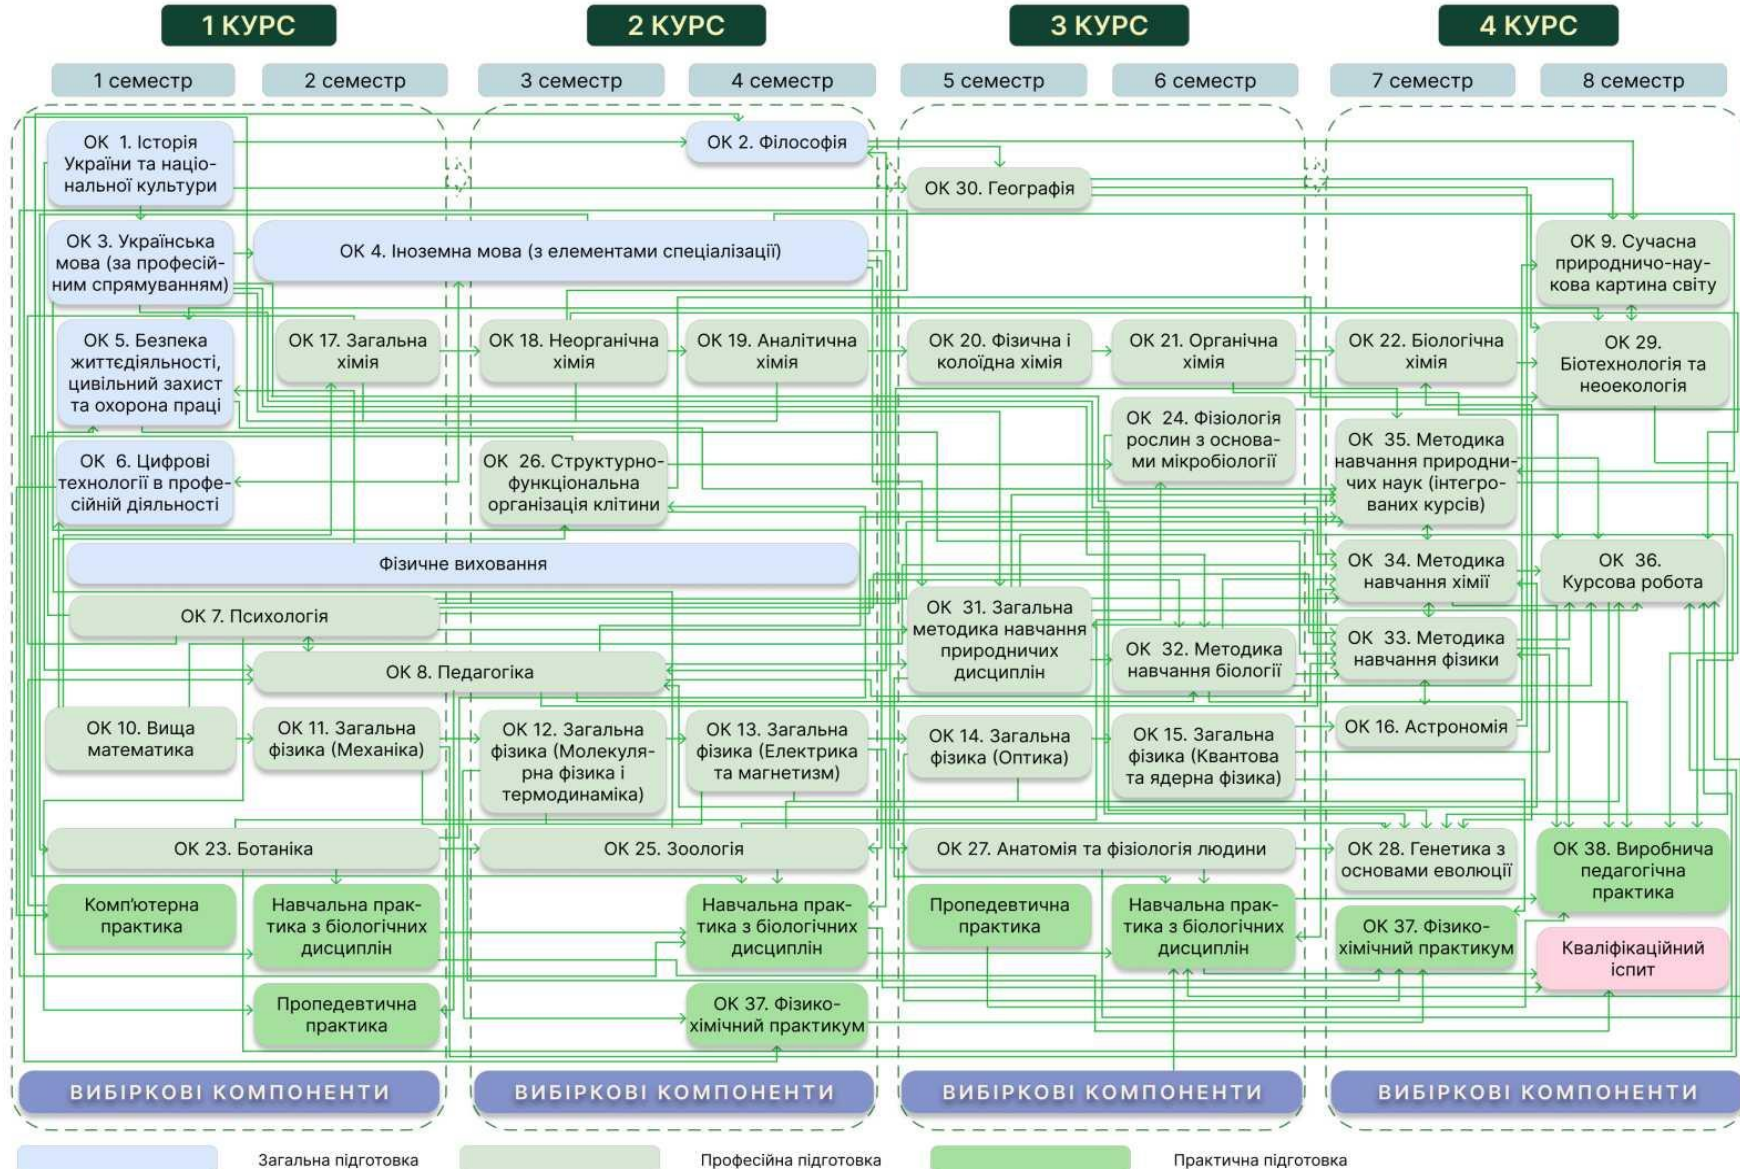 1 КУРС
2 КУРС
3 КУРС
4 КУРС
1 семестр
2 семестр
3 семестр
4 семестр
5 семестр
6 семестр
7 семестр
8 семестр
ОК 1. Історія
України та націо-
нальної культури
ОК 2. Філософія
ОК 30. Географія
ОК 3. Українська
мова (за професій-
ним спрямуванням)
ОК 4. Іноземна мова (з елементами спеціалізації)
ОК 9. Сучасна
природничо-нау-
кова картина світу
ОК 5. Безпека
життєдіяльності,
цивільний захист
та охорона праці
ОК 17. Загальна
хімія
ОК 18. Неорганічна
хімія
ОК 19. Аналітична
хімія
ОК 20. Фізична і
колоїдна хімія
ОК 21. Органічна
хімія
ОК 22. Біологічна
хімія
ОК 29.
Біотехнологія та
неоекологія
ОК 24. Фізіологія
рослин з основа-
ми мікробіології
ОК 6. Цифрові
технології в профе-
сійній діяльності
ОК 26. Структурно-
функціональна
організація клітини
ОК 35. Методика
навчання природни-
чих наук (інтегро-
ваних курсів)
Фізичне виховання
ОК 34. Методика
навчання хімії
ОК 36.
Курсова робота
ОК 7. Психологія
ОК 31. Загальна
методика навчання
природничих
дисциплін
ОК 32. Методика
навчання біології
ОК 33. Методика
навчання фізики
ОК 8. Педагогіка
ОК 10. Вища
математика
ОК 11. Загальна
фізика (Механіка)
ОК 12. Загальна
фізика (Молекуля-
рна фізика і
термодинаміка)
ОК 13. Загальна
фізика (Електрика
та магнетизм)
ОК 14. Загальна
фізика (Оптика)
ОК 15. Загальна
фізика (Квантова
та ядерна фізика)
ОК 16. Астрономія
ОК 23. Ботаніка
ОК 25. Зоологія
ОК 27. Анатомія та фізіологія людини
ОК 28. Генетика з
основами еволюції
ОК 38. Виробнича
педагогічна
практика
Комп'ютерна
практика
Навчальна прак-
тика з біологічних
дисциплін
Навчальна прак-
тика з біологічних
дисциплін
Пропедевтична
практика
Навчальна прак-
тика з біологічних
дисциплін
ОК 37. Фізико-
хімічний практикум
Кваліфікаційний
іспит
Пропедевтична
практика
ОК 37. Фізико-
хімічний практикум
ВИБІРКОВІ КОМПОНЕНТИ
ВИБІРКОВІ КОМПОНЕНТИ
ВИБІРКОВІ КОМПОНЕНТИ
ВИБІРКОВІ КОМПОНЕНТИ
Загальна підготовка
Професійна підготовка
Практична підготовка